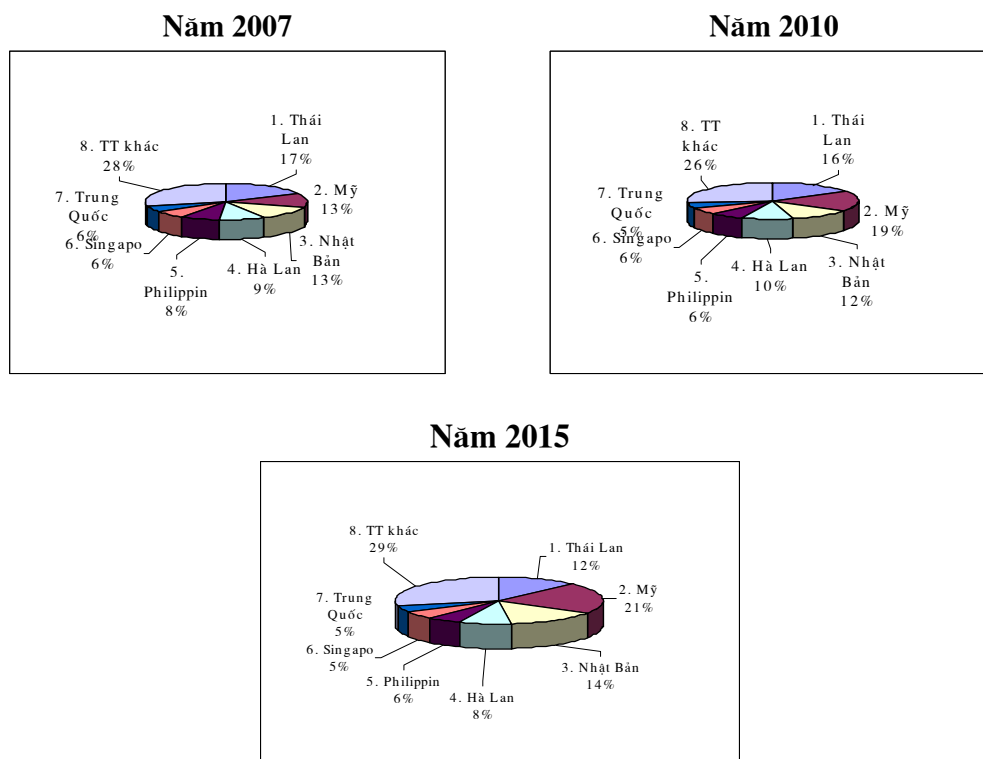 Năm 2007
1. Thái
Lan
17%
2. Mỹ
13%
3. Nhật
Bản
13%
4. Hà Lan
9%
5.
Philippin
8%
6. Singapo
6%
7. Trung
Quốc
6%
8. TT khác
28%
Năm 2010
1. Thái
Lan
16%
2. Mỹ
19%
3. Nhật
Bản
12%
4. Hà Lan
10%
5.
Philippin
6%
6. Singapo
6%
7. Trung
Quốc
5%
8. TT
khác
26%
Năm 2015
1. Thái Lan
12%
2. Mỹ
21%
3. Nhật Bản
14%
4. Hà Lan
8%
5. Philippin
6%
6. Singapo
5%
7. Trung
Quốc
5%
8. TT khác
29%